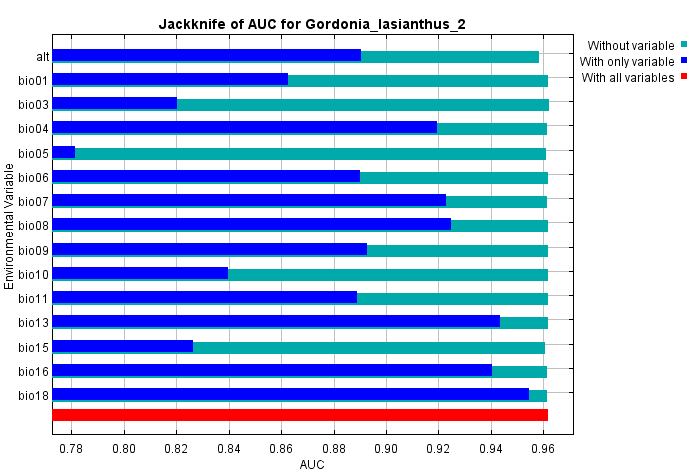 Jackknife of AUC for Gordonia_lasianthus_2
Without variable
With only variable
With all variables
Environmental Variable
alt
bio01
bio03
bio04
bio05
bio06
bio07
bio08
bio09
bio10
bio11
bio13
bio15
bio16
bio18
0.78 0.80 0.82 0.84 0.86 0.88 0.90 0.92 0.94 0.96
AUC